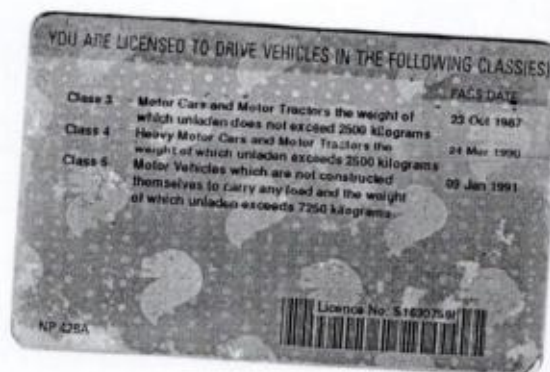 YOU ARE LICENSED TO DRIVE VEHICLES IN THE FOLLOWING CLASS(ES)
PASS DATE
Class 3 - Motor Cars and Motor Tractors the weight of which unladen does not exceed 2500 kilograms 23 Oct 1987
Class 4 - Heavy Motor Cars and Motor Tractors the weight of which unladen exceeds 2500 kilograms 24 Mar 1990
Class 5 - Motor Vehicles which are not constructed themselves to carry any load and the weight of which unladen exceeds 7250 kilograms 09 Jan 1991
Licence No:
NP 428A